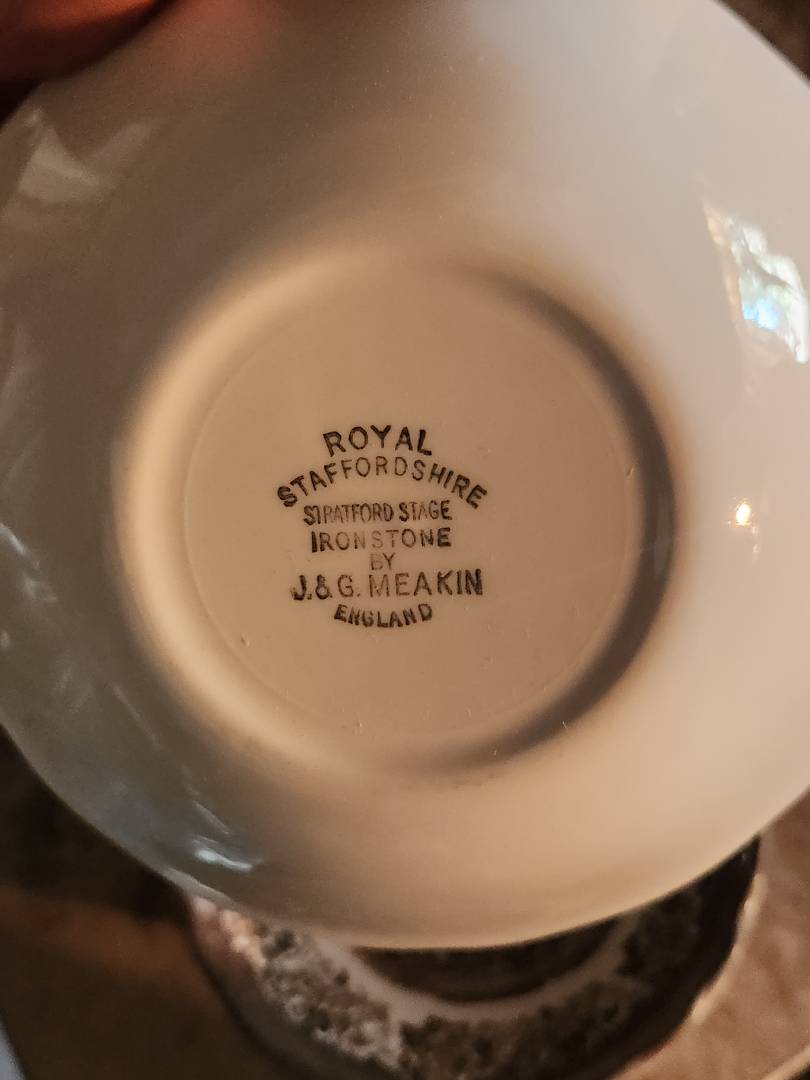 ROYAL
STAFFORDSHIRE
STRATFORD STAGE
IRONSTONE
BY
J.&G. MEAKIN
ENGLAND